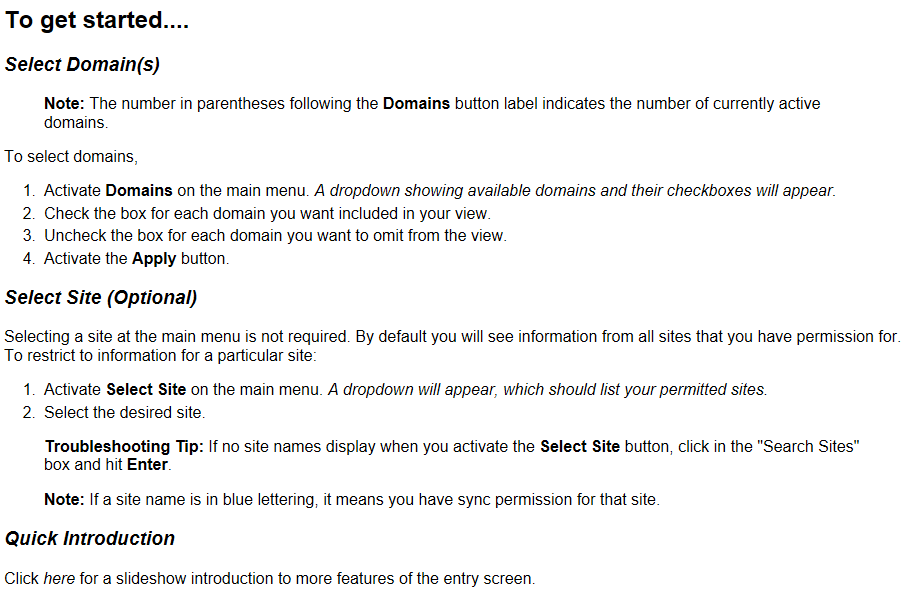 To get started....
Select Domain(s)
Note: The number in parentheses following the Domains button label indicates the number of currently active
domains.
To select domains,
1. Activate Domains on the main menu. A dropdown showing available domains and their checkboxes will appear.
2. Check the box for each domain you want included in your view.
3. Uncheck the box for each domain you want to omit from the view.
4. Activate the Apply button.
Select Site (Optional)
Selecting a site at the main menu is not required. By default you will see information from all sites that you have permission for.
To restrict to information for a particular site:
1. Activate Select Site on the main menu. A dropdown will appear, which should list your permitted sites.
2. Select the desired site.
Troubleshooting Tip: If no site names display when you activate the Select Site button, click in the "Search Sites"
box and hit Enter.
Note: If a site name is in blue lettering, it means you have sync permission for that site.
Quick Introduction
Click here for a slideshow introduction to more features of the entry screen.